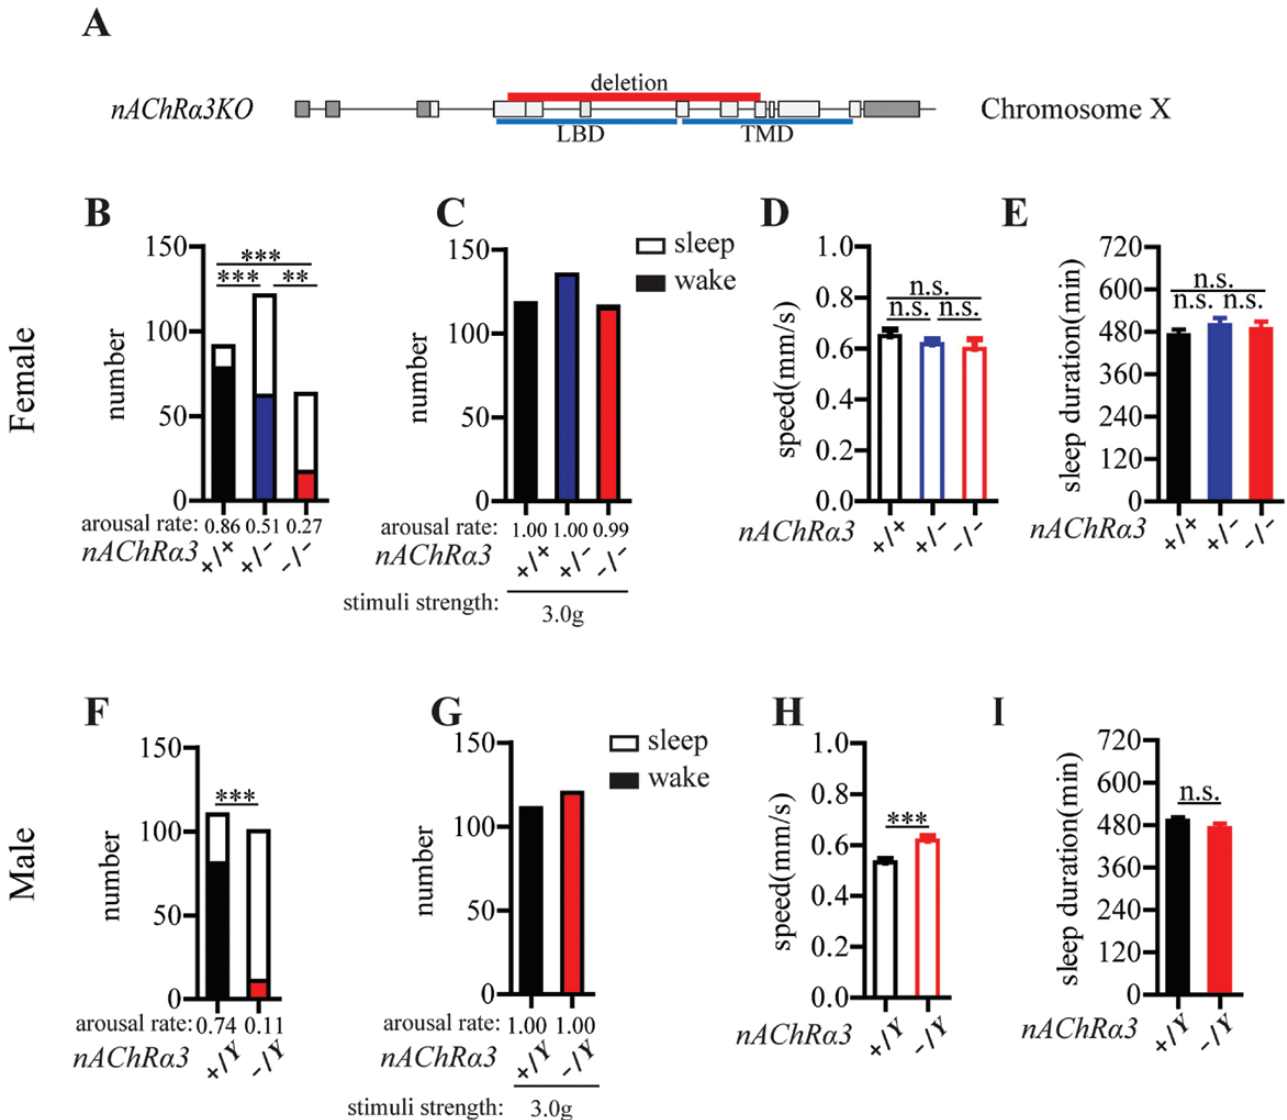 A
nAChRα3KO
deletion
LBD
TMD
Chromosome X
Female
B
number
150
100
50
0
***
***
**
arousal rate: 0.86 0.51 0.27
nAChRα3 +/+ +/- -/-
C
number
150
100
50
0
sleep
wake
arousal rate: 1.00 1.00 0.99
nAChRα3 +/+ +/- -/-
stimuli strength: 3.0g
D
speed(mm/s)
1.0
0.8
0.6
0.4
0.2
0.0
n.s.
n.s. n.s.
nAChRα3 +/+ +/- -/-
E
sleep duration(min)
720
600
480
360
240
120
0
n.s.
n.s. n.s.
nAChRα3 +/+ +/- -/-
Male
F
number
150
100
50
0
***
arousal rate: 0.74 0.11
nAChRα3 +/Y -/Y
G
number
150
100
50
0
sleep
wake
arousal rate: 1.00 1.00
nAChRα3 +/Y -/Y
stimuli strength: 3.0g
H
speed(mm/s)
1.0
0.8
0.6
0.4
0.2
0.0
***
nAChRα3 +/Y -/Y
I
sleep duration(min)
720
600
480
360
240
120
0
n.s.
nAChRα3 +/Y -/Y